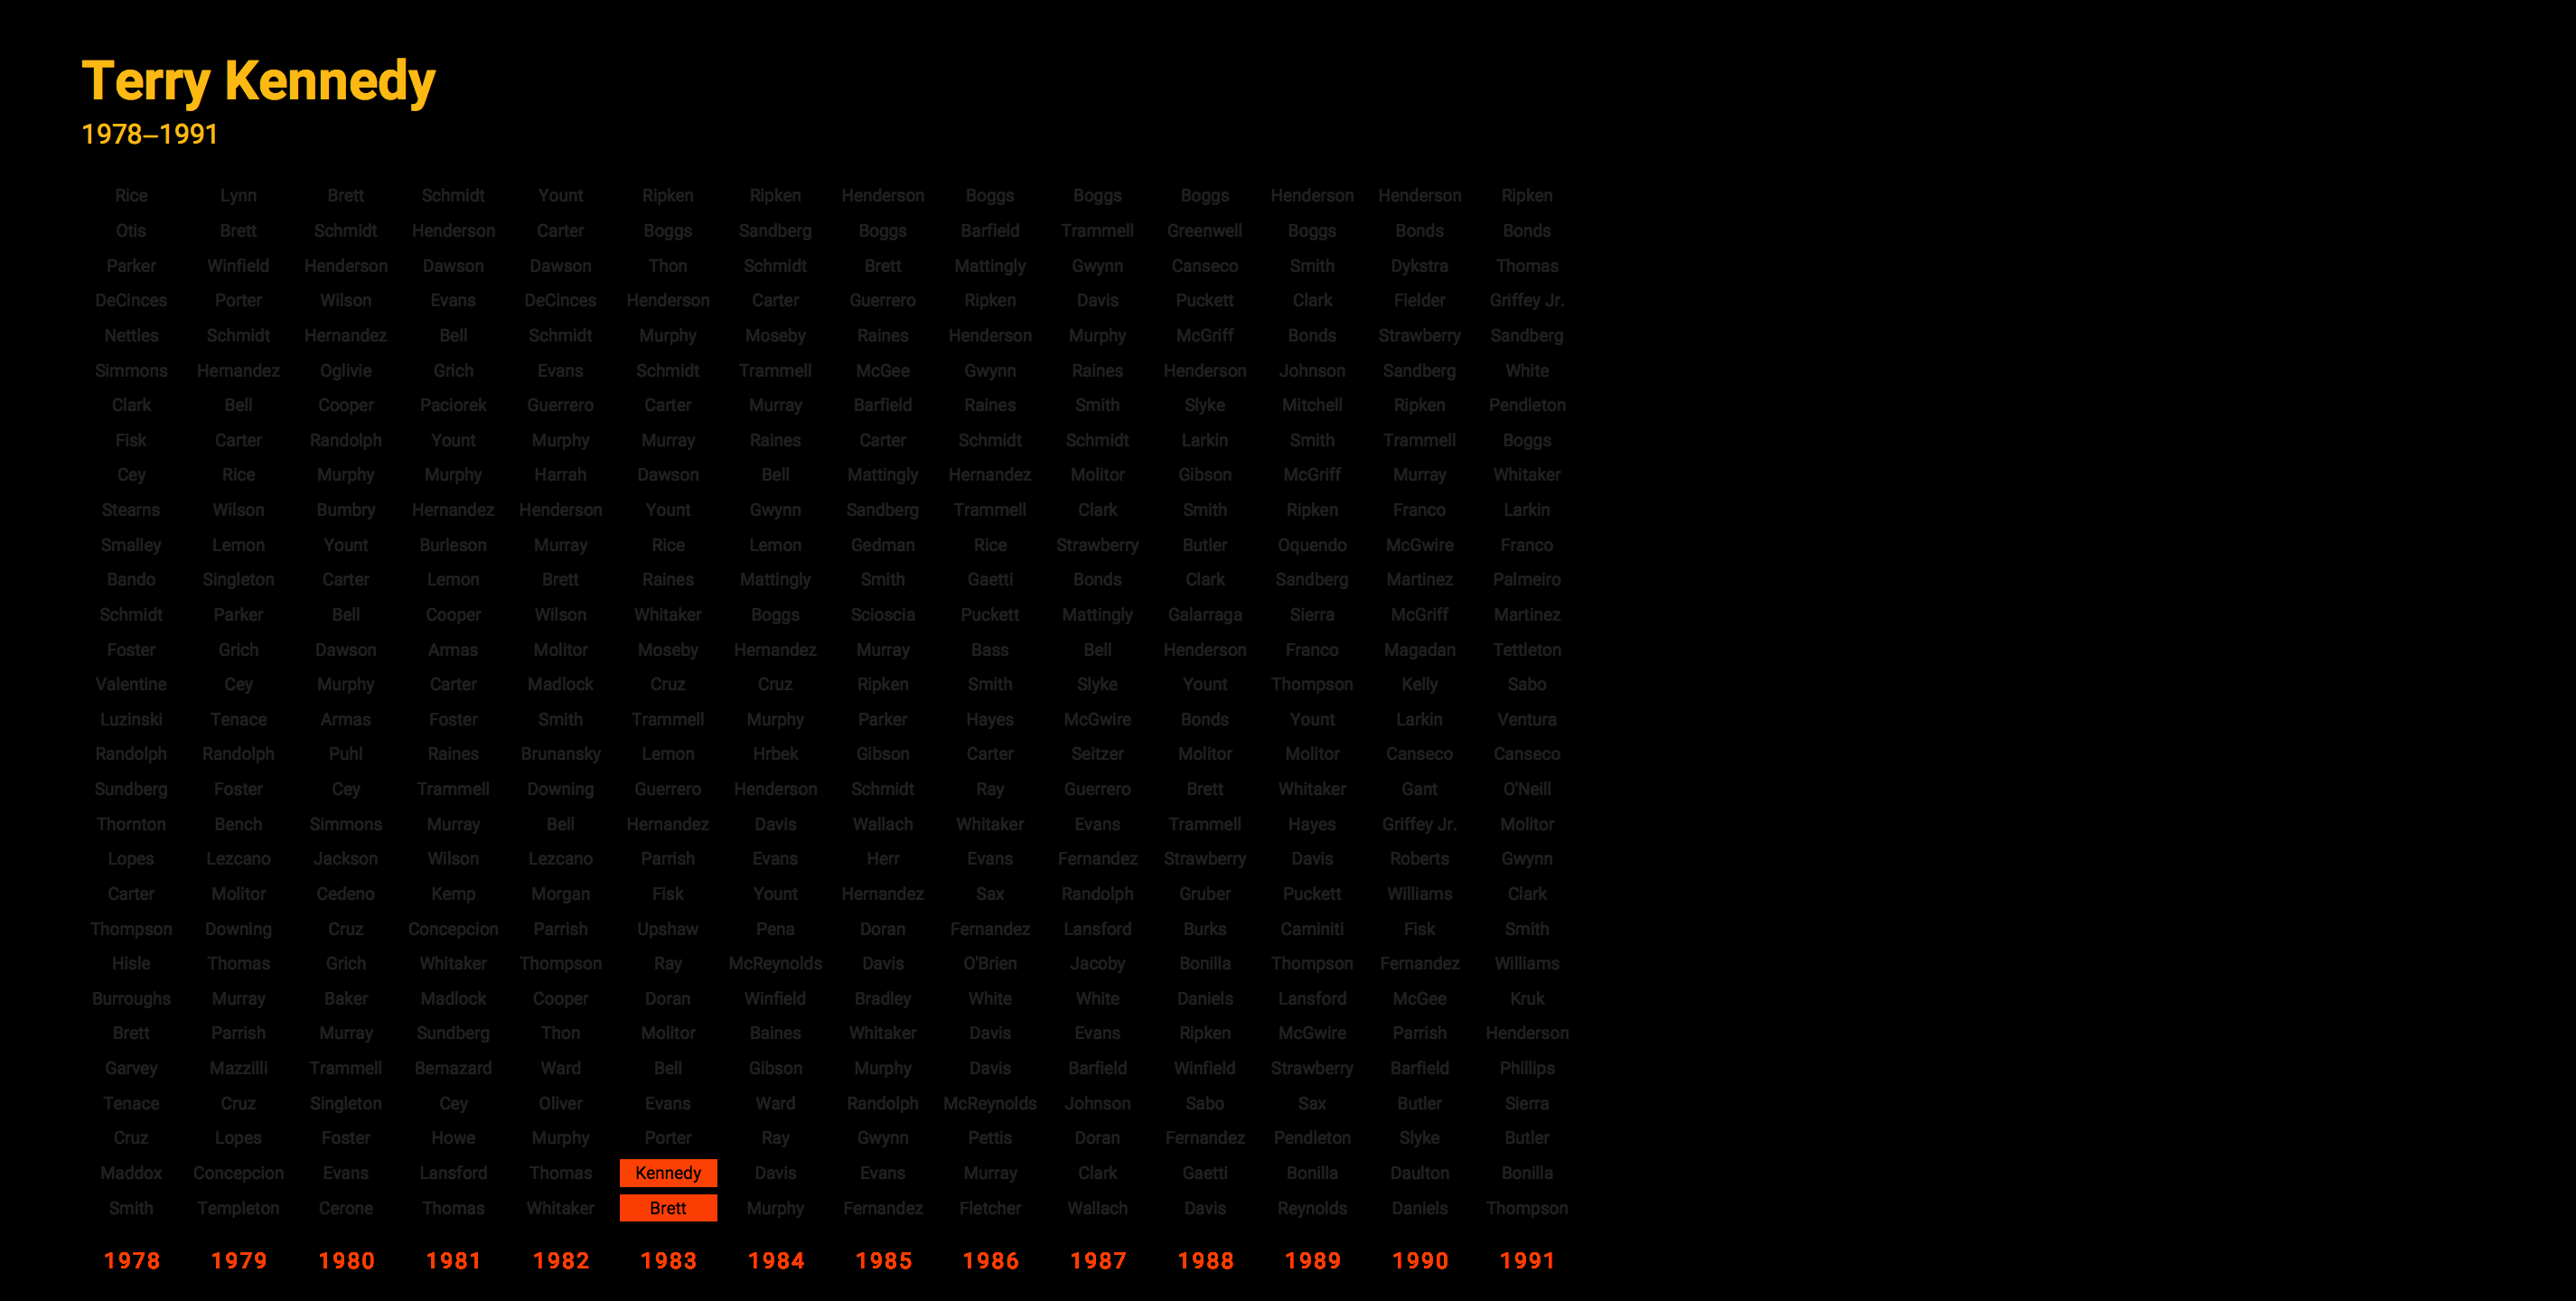 Terry Kennedy
1978–1991
Rice Lynn Brett Schmidt Yount Ripken Ripken Henderson Boggs Boggs Boggs Henderson Henderson Ripken
Otis Brett Schmidt Henderson Carter Boggs Sandberg Boggs Barfield Trammell Greenwell Boggs Bonds Bonds
Parker Winfield Henderson Dawson Dawson Thon Schmidt Brett Mattingly Gwynn Canseco Smith Dykstra Thomas
DeCinces Porter Wilson Evans DeCinces Henderson Carter Guerrero Ripken Davis Puckett Clark Fielder Griffey Jr.
Nettles Schmidt Hernandez Bell Schmidt Murphy Moseby Raines Henderson Murphy McGriff Bonds Strawberry Sandberg
Simmons Hernandez Oglivie Grich Evans Schmidt Trammell McGee Gwynn Raines Henderson Johnson Sandberg White
Clark Bell Cooper Paciorek Guerrero Carter Murray Barfield Raines Smith Slyke Mitchell Ripken Pendleton
Fisk Carter Randolph Yount Murphy Murray Raines Carter Schmidt Schmidt Larkin Smith Trammell Boggs
Cey Rice Murphy Murphy Harrah Dawson Bell Mattingly Hernandez Molitor Gibson McGriff Murray Whitaker
Stearns Wilson Bumbry Hernandez Henderson Yount Gwynn Sandberg Trammell Clark Smith Ripken Franco Larkin
Smalley Lemon Yount Burleson Murray Rice Lemon Gedman Rice Strawberry Butler Oquendo McGwire Franco
Bando Singleton Carter Lemon Brett Raines Mattingly Smith Gaetti Bonds Clark Sandberg Martinez Palmeiro
Schmidt Parker Bell Cooper Wilson Whitaker Boggs Scioscia Puckett Mattingly Galarraga Sierra McGriff Martinez
Foster Grich Dawson Armas Molitor Moseby Hernandez Murray Bass Bell Henderson Franco Magadan Tettleton
Valentine Cey Murphy Carter Madlock Cruz Cruz Ripken Smith Slyke Yount Thompson Kelly Sabo
Luzinski Tenace Armas Foster Smith Trammell Murphy Parker Hayes McGwire Bonds Yount Larkin Ventura
Randolph Randolph Puhl Raines Brunansky Lemon Hrbek Gibson Carter Seitzer Molitor Molitor Canseco Canseco
Sundberg Foster Cey Trammell Downing Guerrero Henderson Schmidt Ray Guerrero Brett Whitaker Gant O'Neill
Thornton Bench Simmons Murray Bell Hernandez Davis Wallach Whitaker Evans Trammell Hayes Griffey Jr. Molitor
Lopes Lezcano Jackson Wilson Lezcano Parrish Evans Herr Evans Fernandez Strawberry Davis Roberts Gwynn
Carter Molitor Cedeno Kemp Morgan Fisk Yount Hernandez Sax Randolph Gruber Puckett Williams Clark
Thompson Downing Cruz Concepcion Parrish Upshaw Pena Doran Fernandez Lansford Burks Caminiti Fisk Smith
Hisle Thomas Grich Whitaker Thompson Ray McReynolds Davis O'Brien Jacoby Bonilla Thompson Fernandez Williams
Burroughs Murray Baker Madlock Cooper Doran Winfield Bradley White White Daniels Lansford McGee Kruk
Brett Parrish Murray Sundberg Thon Molitor Baines Whitaker Davis Evans Ripken McGwire Parrish Henderson
Garvey Mazzilli Trammell Bernazard Ward Bell Gibson Murphy Davis Barfield Winfield Strawberry Barfield Phillips
Tenace Cruz Singleton Cey Oliver Evans Ward Randolph McReynolds Johnson Sabo Sax Butler Sierra
Cruz Lopes Foster Howe Murphy Porter Ray Gwynn Pettis Doran Fernandez Pendleton Slyke Butler
Maddox Concepcion Evans Lansford Thomas Kennedy Davis Evans Murray Clark Gaetti Bonilla Daulton Bonilla
Smith Templeton Cerone Thomas Whitaker Brett Murphy Fernandez Fletcher Wallach Davis Reynolds Daniels Thompson
1978 1979 1980 1981 1982 1983 1984 1985 1986 1987 1988 1989 1990 1991